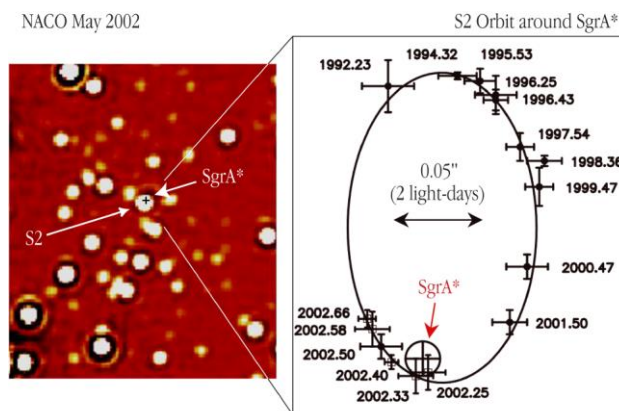 NACO May 2002
S2 Orbit around SgrA*
SgrA*
S2
1992.23
1994.32
1995.53
1996.25
1996.43
1997.54
1998.36
1999.47
0.05"
(2 light-days)
2000.47
2001.50
SgrA*
2002.66
2002.58
2002.50
2002.40
2002.33
2002.25